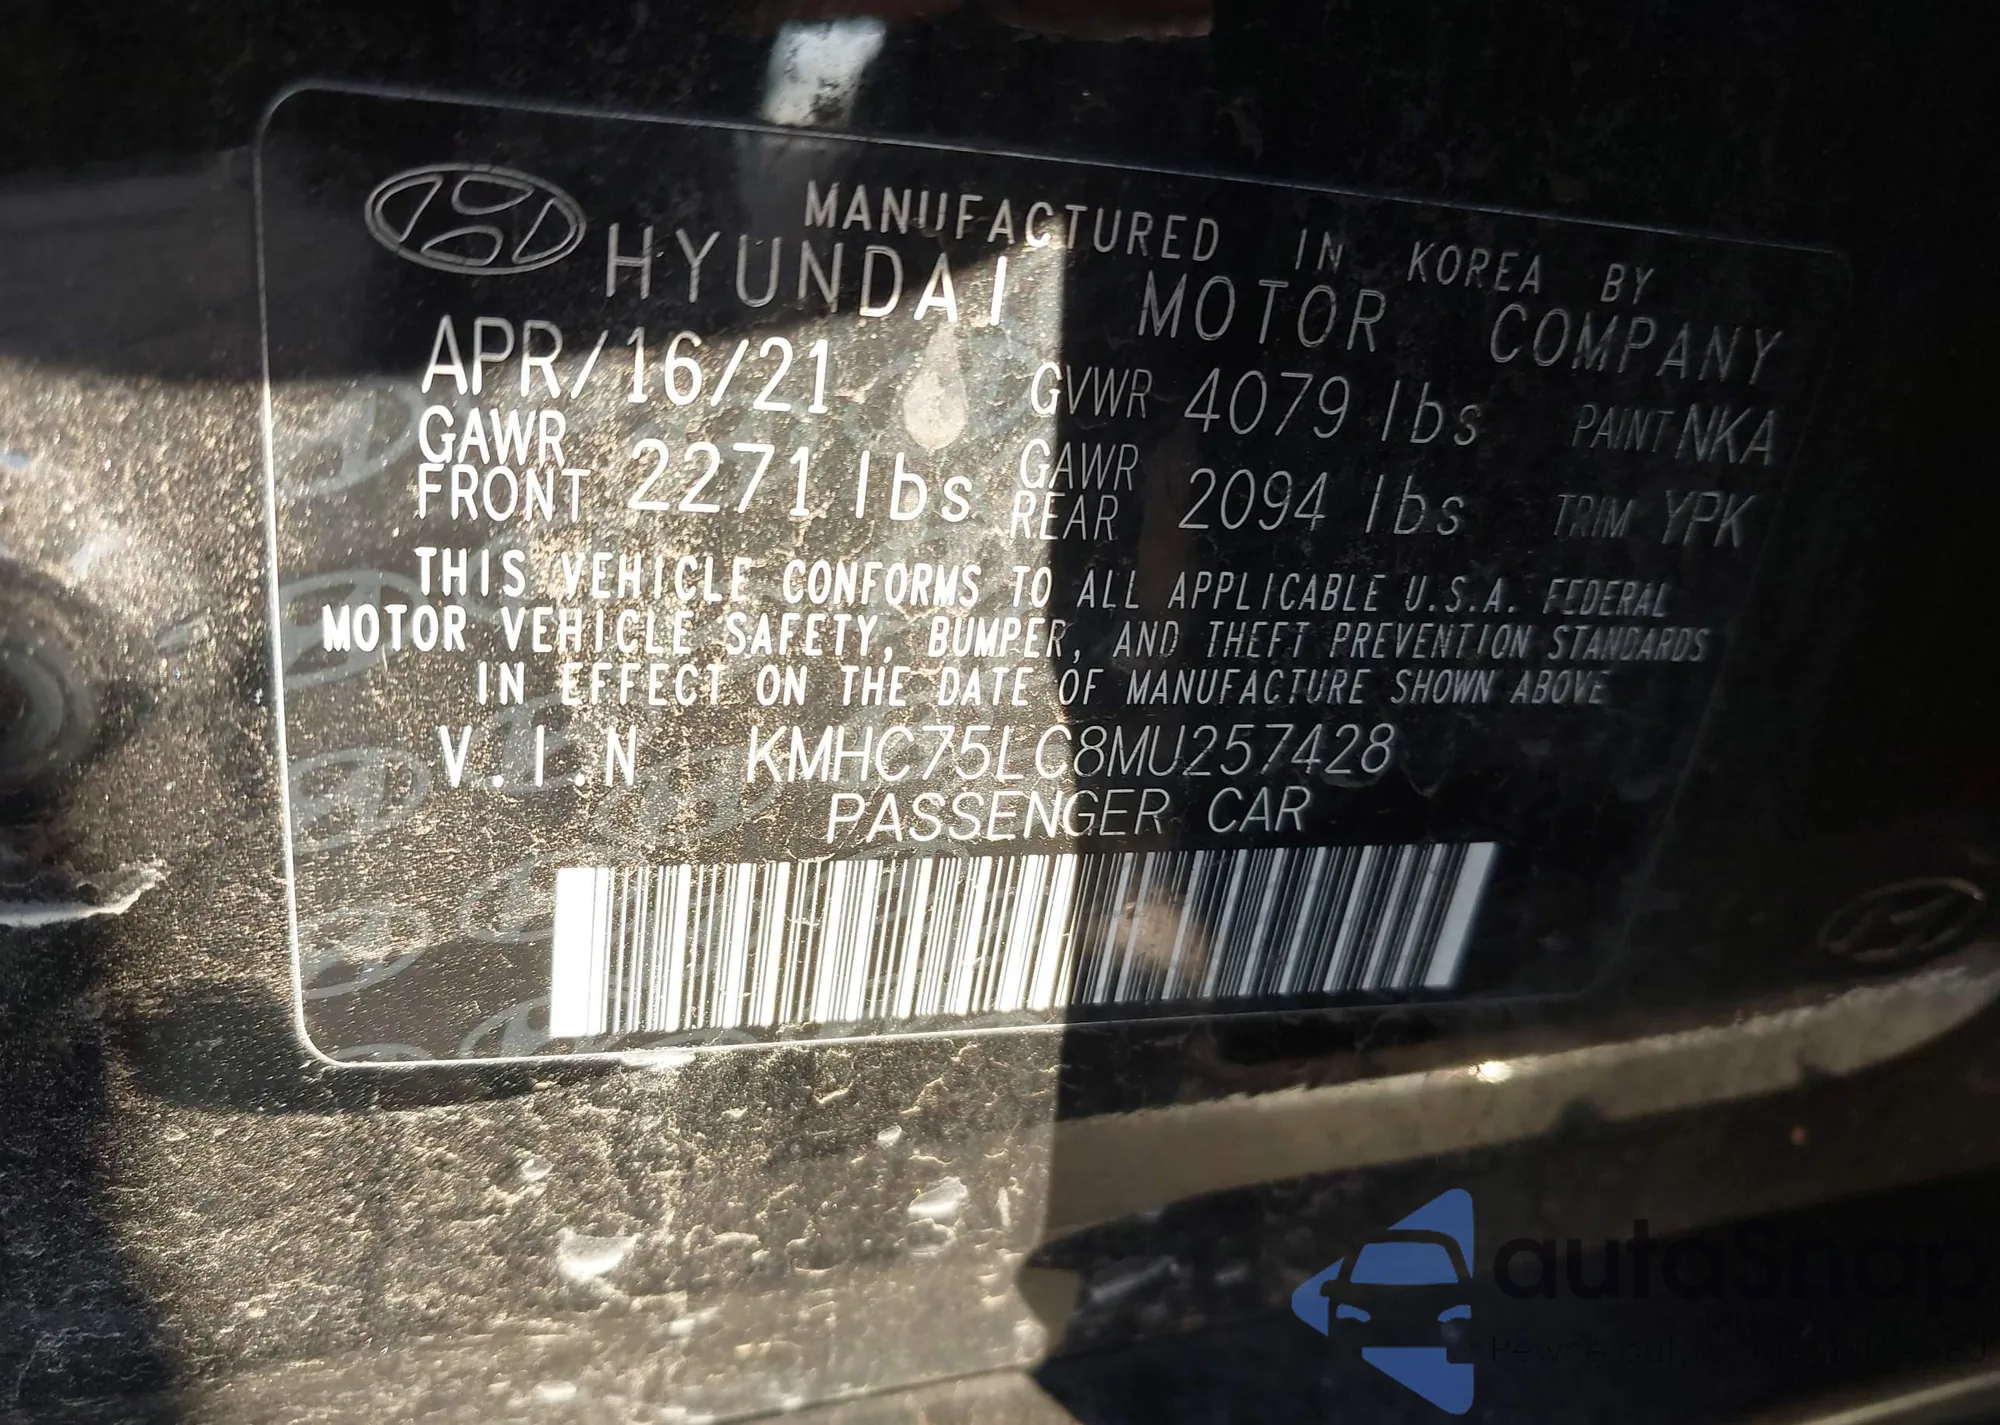 MANUFACTURED IN KOREA BY
HYUNDAI MOTOR COMPANY
APR/16/21 GVWR 4079 lbs PAINT NKA
GAWR FRONT 2271 lbs GAWR REAR 2094 lbs TRIM YPK
THIS VEHICLE CONFORMS TO ALL APPLICABLE U.S.A. FEDERAL
MOTOR VEHICLE SAFETY, BUMPER, AND THEFT PREVENTION STANDARDS
IN EFFECT ON THE DATE OF MANUFACTURE SHOWN ABOVE
V.I.N KMHC75LC8MU257428
PASSENGER CAR
autaSnap